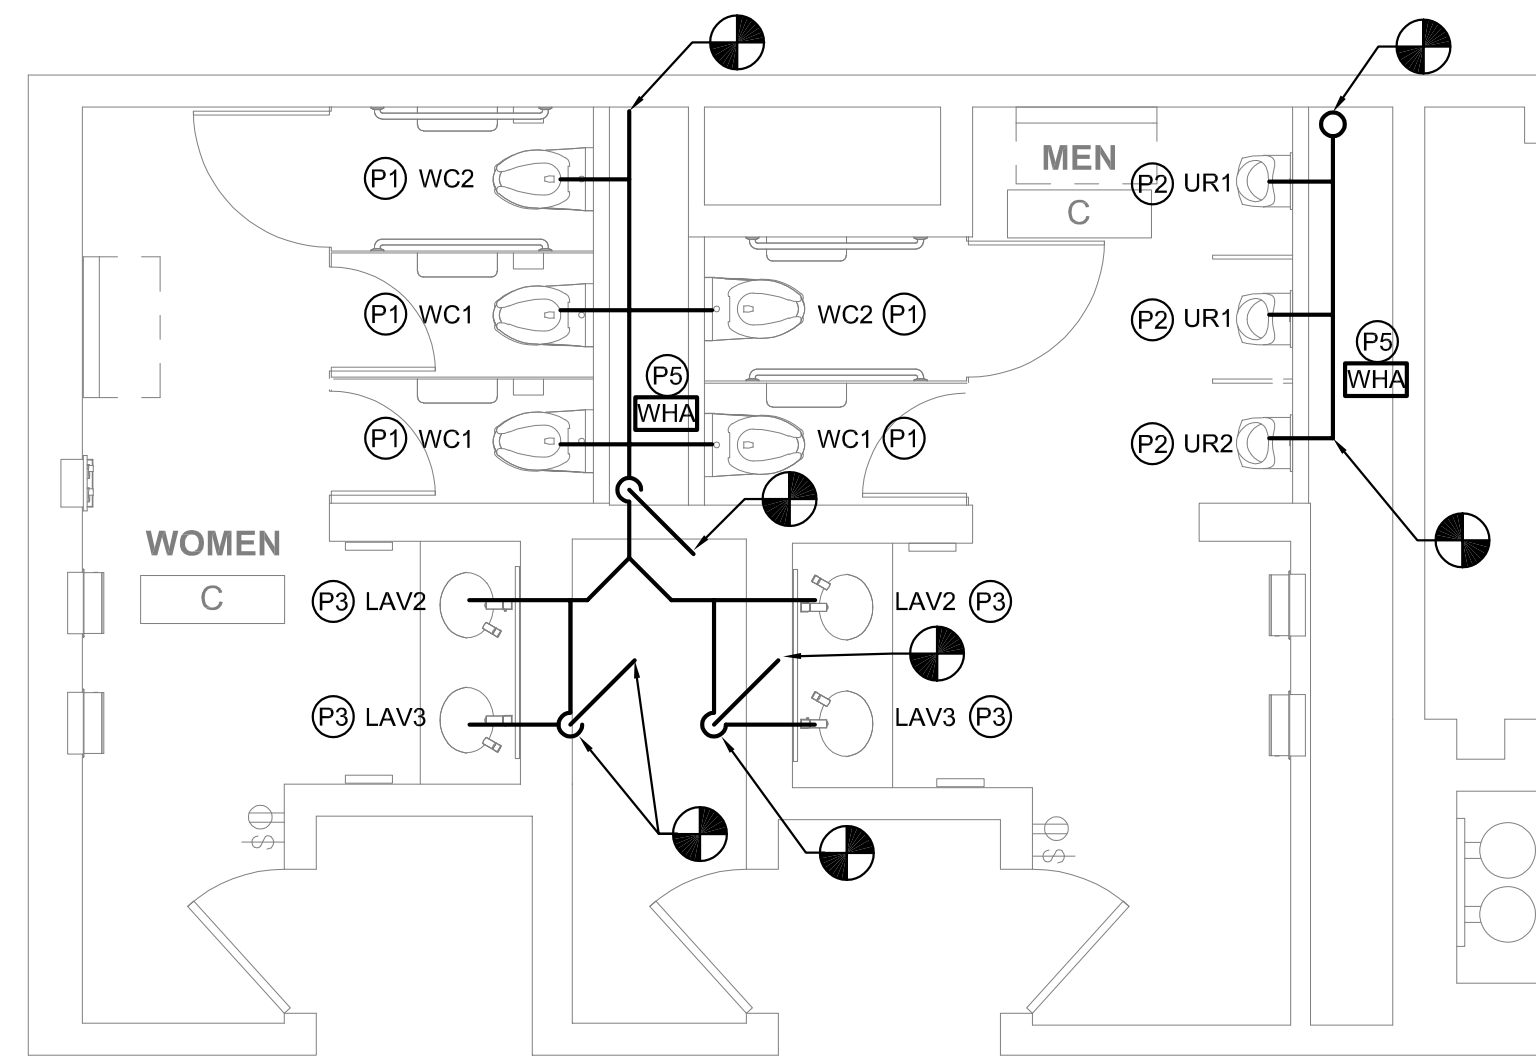 MEN
P1 WC2
P2 UR1
C
P1 WC1
WC2 P1
P2 UR1
P5
WHA
P5
WHA
P1 WC1
WC1 P1
P2 UR2
WOMEN
C
P3 LAV2
LAV2 P3
P3 LAV3
LAV3 P3
S
S